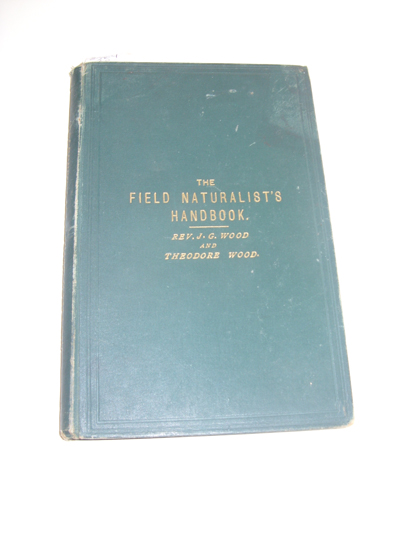 THE
FIELD NATURALIST'S
HANDBOOK.
REV. J. G. WOOD
AND
THEODORE WOOD.